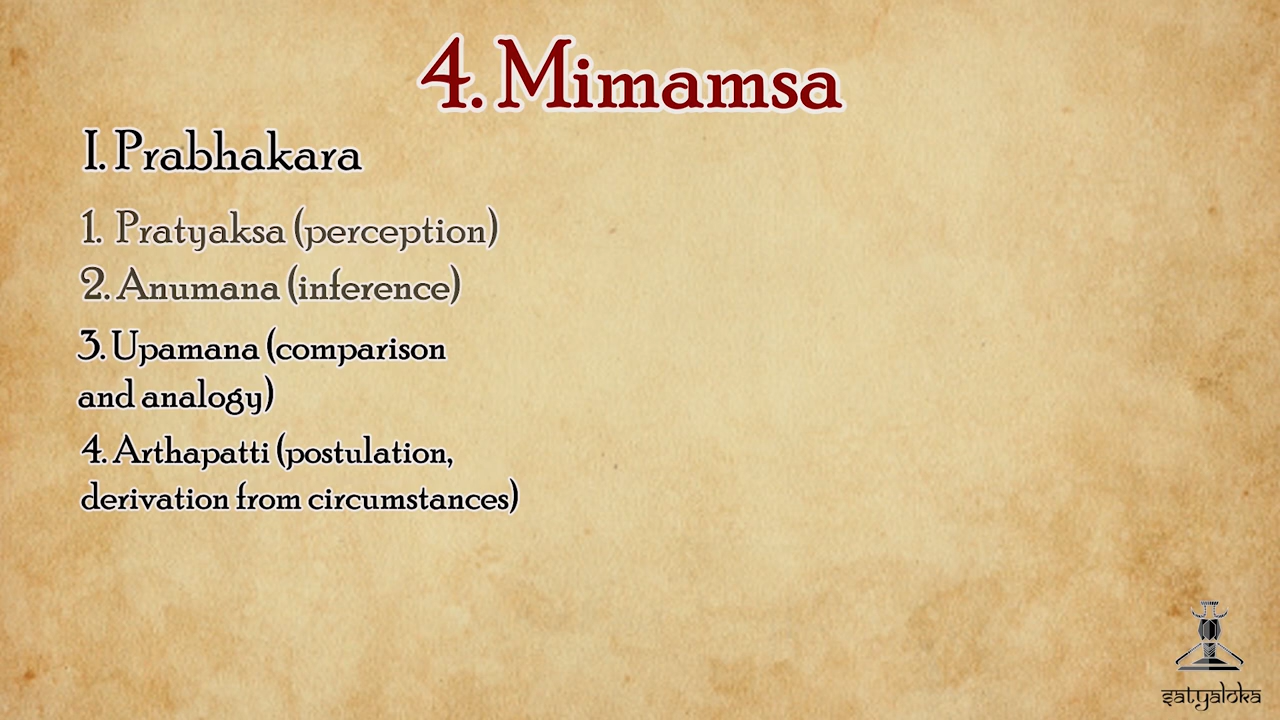 4. Mimamsa
I. Prabhakara
1. Pratyaksa (perception)
2. Anumana (inference)
3. Upamana (comparison
and analogy)
4. Arthapatti (postulation,
derivation from circumstances)
satyaloka